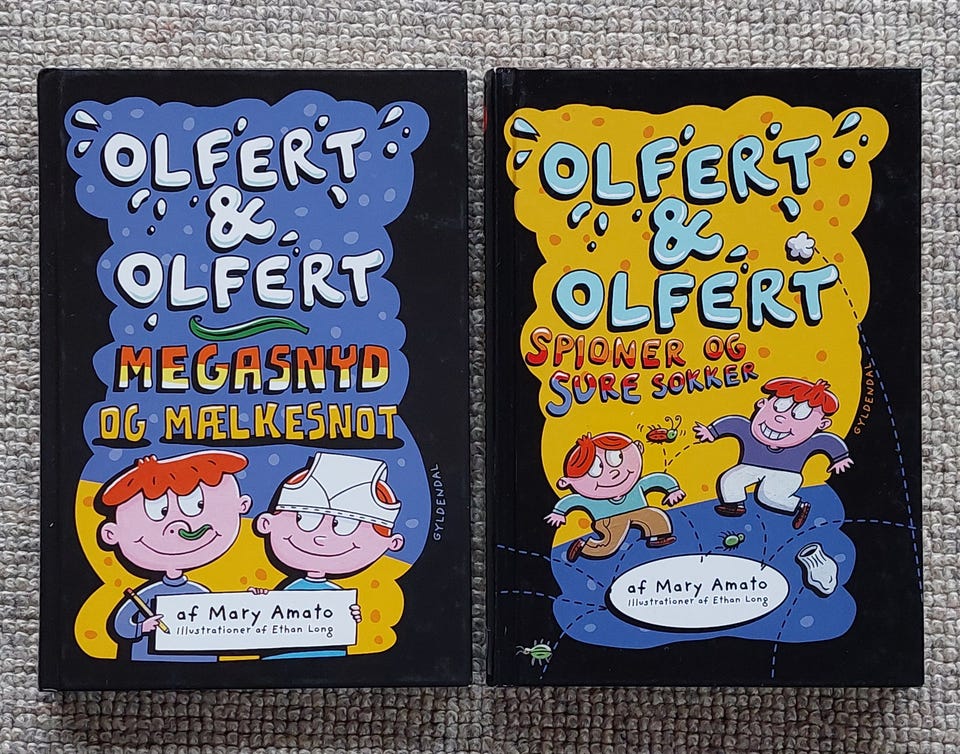 OLFERT
&
OLFERT
MEGASNYD
OG MÆLKESNOT
GYLDENDAL
af Mary Amato
Illustrationer af Ethan Long
OLFERT
&
OLFERT
SPIONER OG
SURE SOKKER
GYLDENDAL
af Mary Amato
Illustrationer af Ethan Long